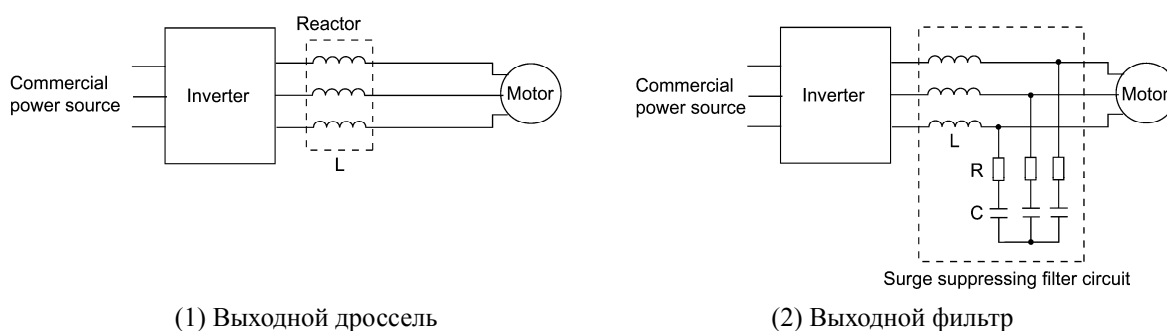 Reactor
Commercial
power source
Inverter
Motor
L
(1) Выходной дроссель
Commercial
power source
Inverter
Motor
L
R
C
Surge suppressing filter circuit
(2) Выходной фильтр